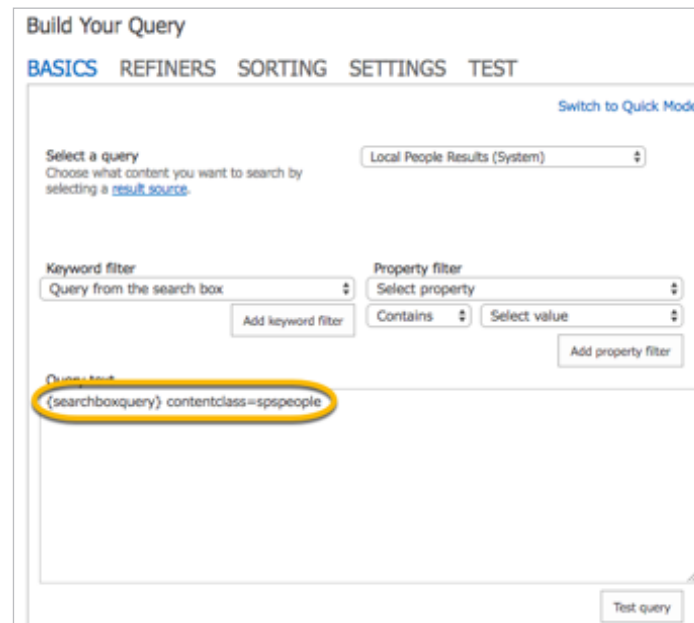 Build Your Query
BASICS REFINERS SORTING SETTINGS TEST
Switch to Quick Mode
Select a query
Choose what content you want to search by
selecting a result source.
Local People Results (System)
Keyword filter
Query from the search box
Add keyword filter
Property filter
Select property
Contains Select value
Add property filter
Query text
{searchboxquery} contentclass=spspeople
Test query